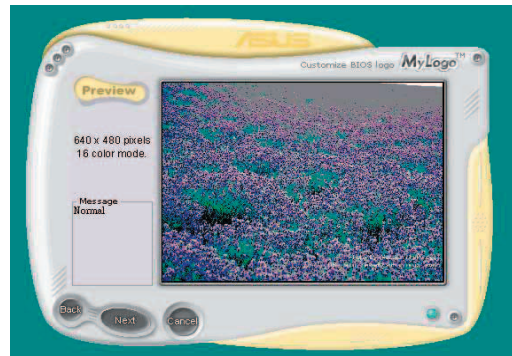 ASUS
Customize BIOS logo MyLogo™
Preview
640 x 480 pixels
16 color mode.
Message
Normal
Back
Next
Cancel